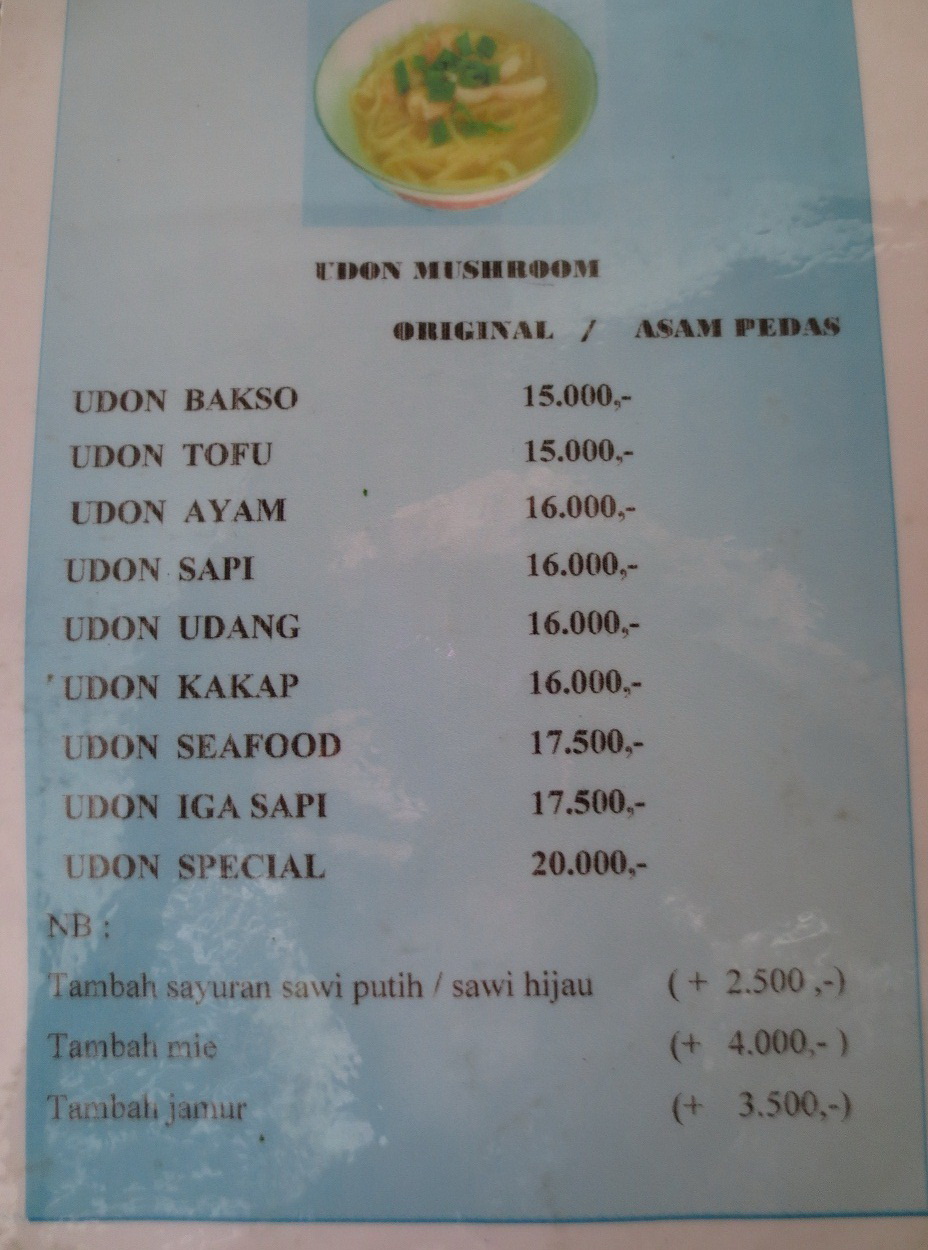 UDON MUSHROOM
ORIGINAL / ASAM PEDAS
UDON BAKSO 15.000,-
UDON TOFU 15.000,-
UDON AYAM 16.000,-
UDON SAPI 16.000,-
UDON UDANG 16.000,-
UDON KAKAP 16.000,-
UDON SEAFOOD 17.500,-
UDON IGA SAPI 17.500,-
UDON SPECIAL 20.000,-
NB :
Tambah sayuran sawi putih / sawi hijau ( + 2.500 ,-)
Tambah mie (+ 4.000,- )
Tambah jamur (+ 3.500,-)